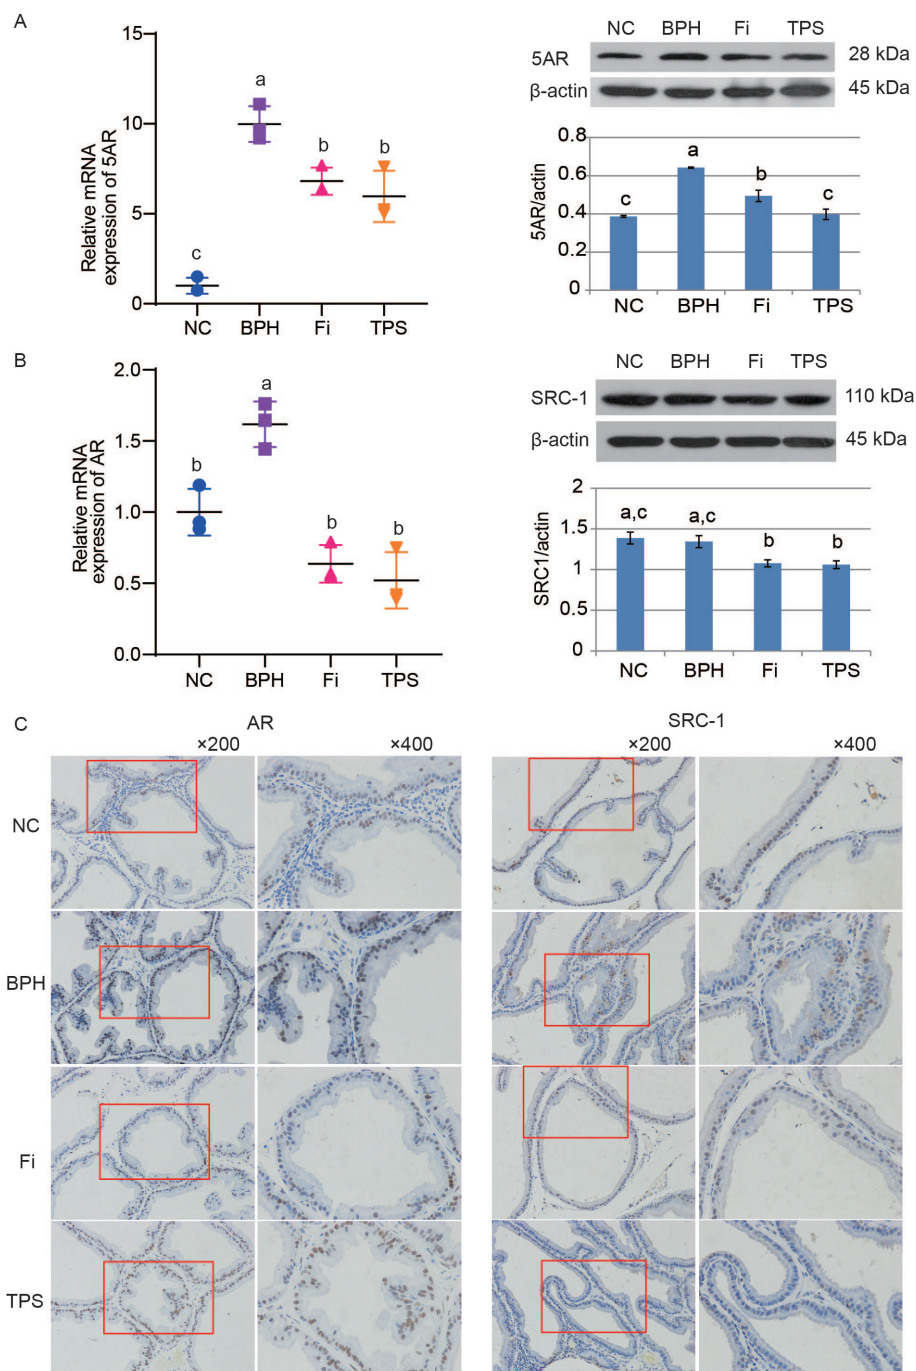 A
Relative mRNA
expression of 5AR
15
10
5
0
a
b
b
c
NC BPH Fi TPS
NC BPH Fi TPS
5AR 28 kDa
β-actin 45 kDa
5AR/actin
0.8
0.6
0.4
0.2
0
c a b c
NC BPH Fi TPS
B
Relative mRNA
expression of AR
2.0
1.5
1.0
0.5
0.0
b a b b
NC BPH Fi TPS
NC BPH Fi TPS
SRC-1 110 kDa
β-actin 45 kDa
SRC1/actin
2
1.5
1
0.5
0
a,c a,c b b
NC BPH Fi TPS
C
AR SRC-1
×200 ×400 ×200 ×400
NC
BPH
Fi
TPS